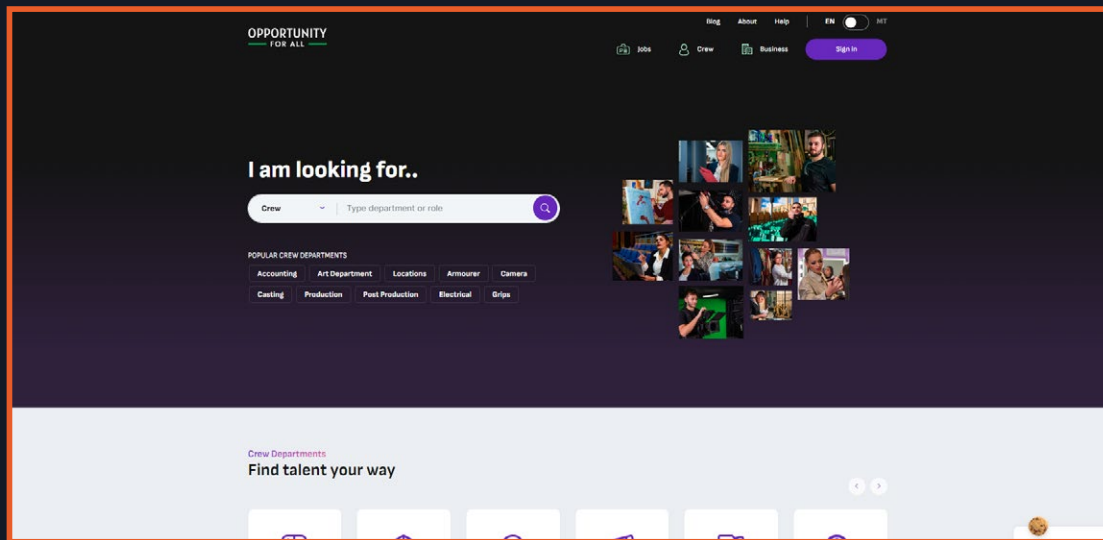 Blog About Help EN MT
OPPORTUNITY
FOR ALL
Jobs Crew Business Sign In
I am looking for..
Crew Type department or role
POPULAR CREW DEPARTMENTS
Accounting Art Department Locations Armourer Camera
Casting Production Post Production Electrical Grips
Crew Departments
Find talent your way